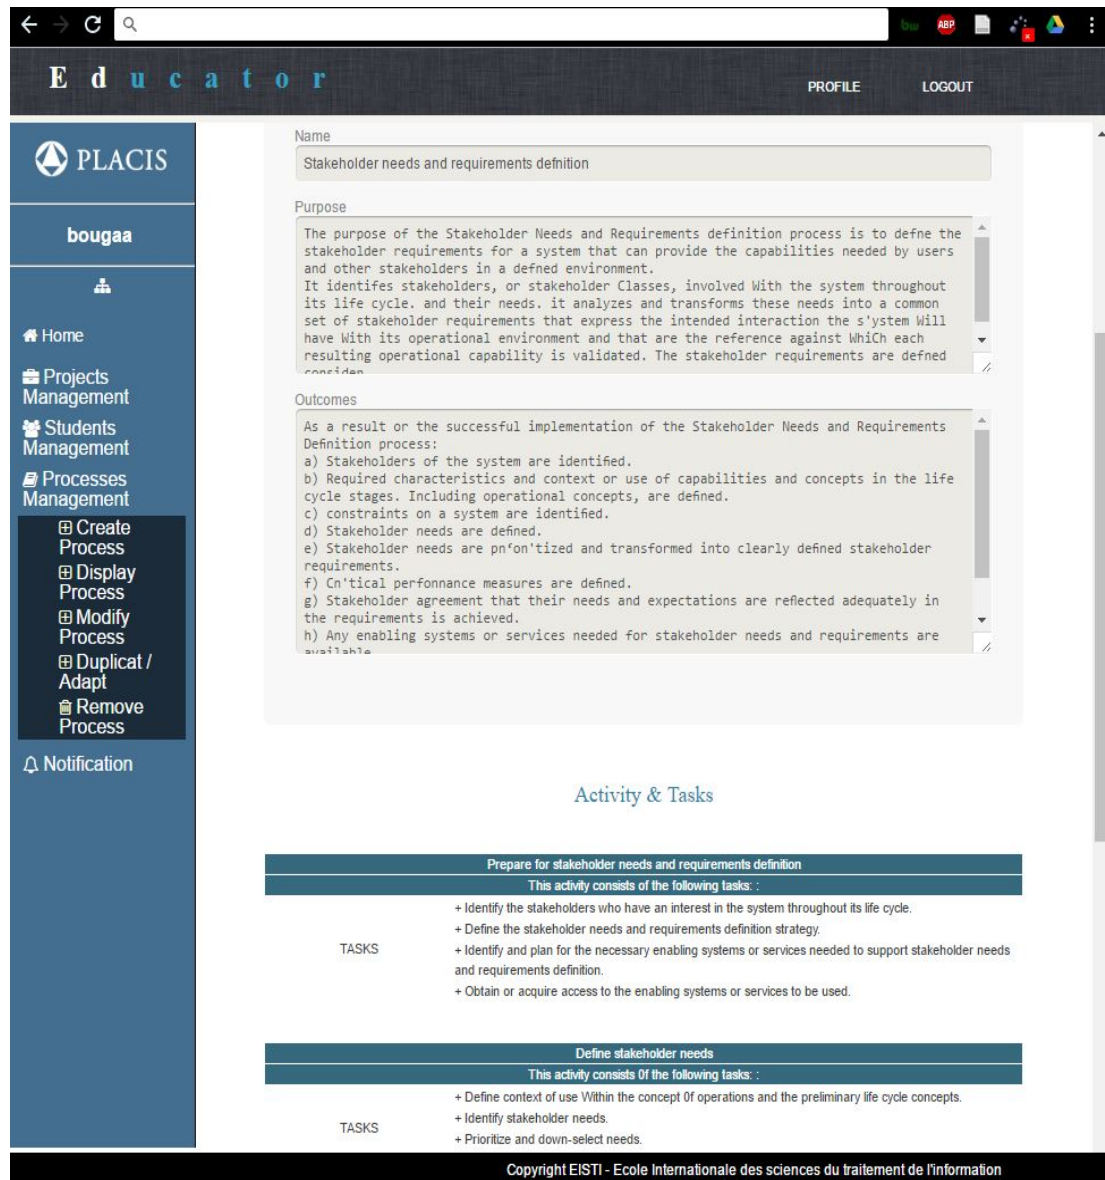 bw ABP
Educator
PROFILE LOGOUT
PLACIS
bougaa
Home
Projects
Management
Students
Management
Processes
Management
Create
Process
Display
Process
Modify
Process
Duplicat /
Adapt
Remove
Process
Notification
Name
Stakeholder needs and requirements defnition
Purpose
The purpose of the Stakeholder Needs and Requirements definition process is to defne the
stakeholder requirements for a system that can provide the capabilities needed by users
and other stakeholders in a defned environment.
It identifes stakeholders, or stakeholder Classes, involved With the system throughout
its life cycle. and their needs. it analyzes and transforms these needs into a common
set of stakeholder requirements that express the intended interaction the s'ystem Will
have With its operational environment and that are the reference against WhiCh each
resulting operational capability is validated. The stakeholder requirements are defned
considen
Outcomes
As a result or the successful implementation of the Stakeholder Needs and Requirements
Defnition process:
a) Stakeholders of the system are identified.
b) Required characteristics and context or use of capabilities and concepts in the life
cycle stages. Including operational concepts, are defined.
c) constraints on a system are identified.
d) Stakeholder needs are defined.
e) Stakeholder needs are pn‘on'tized and transformed into clearly defined stakeholder
requirements.
f) Cn'tical perfonnance measures are defined.
g) Stakeholder agreement that their needs and expectations are reflected adequately in
the requirements is achieved.
h) Any enabling systems or services needed for stakeholder needs and requirements are
available
Activity & Tasks
Prepare for stakeholder needs and requirements definition
This activity consists of the following tasks: :
TASKS
+ Identify the stakeholders who have an interest in the system throughout its life cycle.
+ Define the stakeholder needs and requirements definition strategy.
+ Identify and plan for the necessary enabling systems or services needed to support stakeholder needs
and requirements definition.
+ Obtain or acquire access to the enabling systems or services to be used.
Define stakeholder needs
This activity consists 0f the following tasks: :
TASKS
+ Define context of use Within the concept 0f operations and the preliminary life cycle concepts.
+ Identify stakeholder needs.
+ Prioritize and down-select needs.
Copyright EISTI - Ecole Internationale des sciences du traitement de l'information